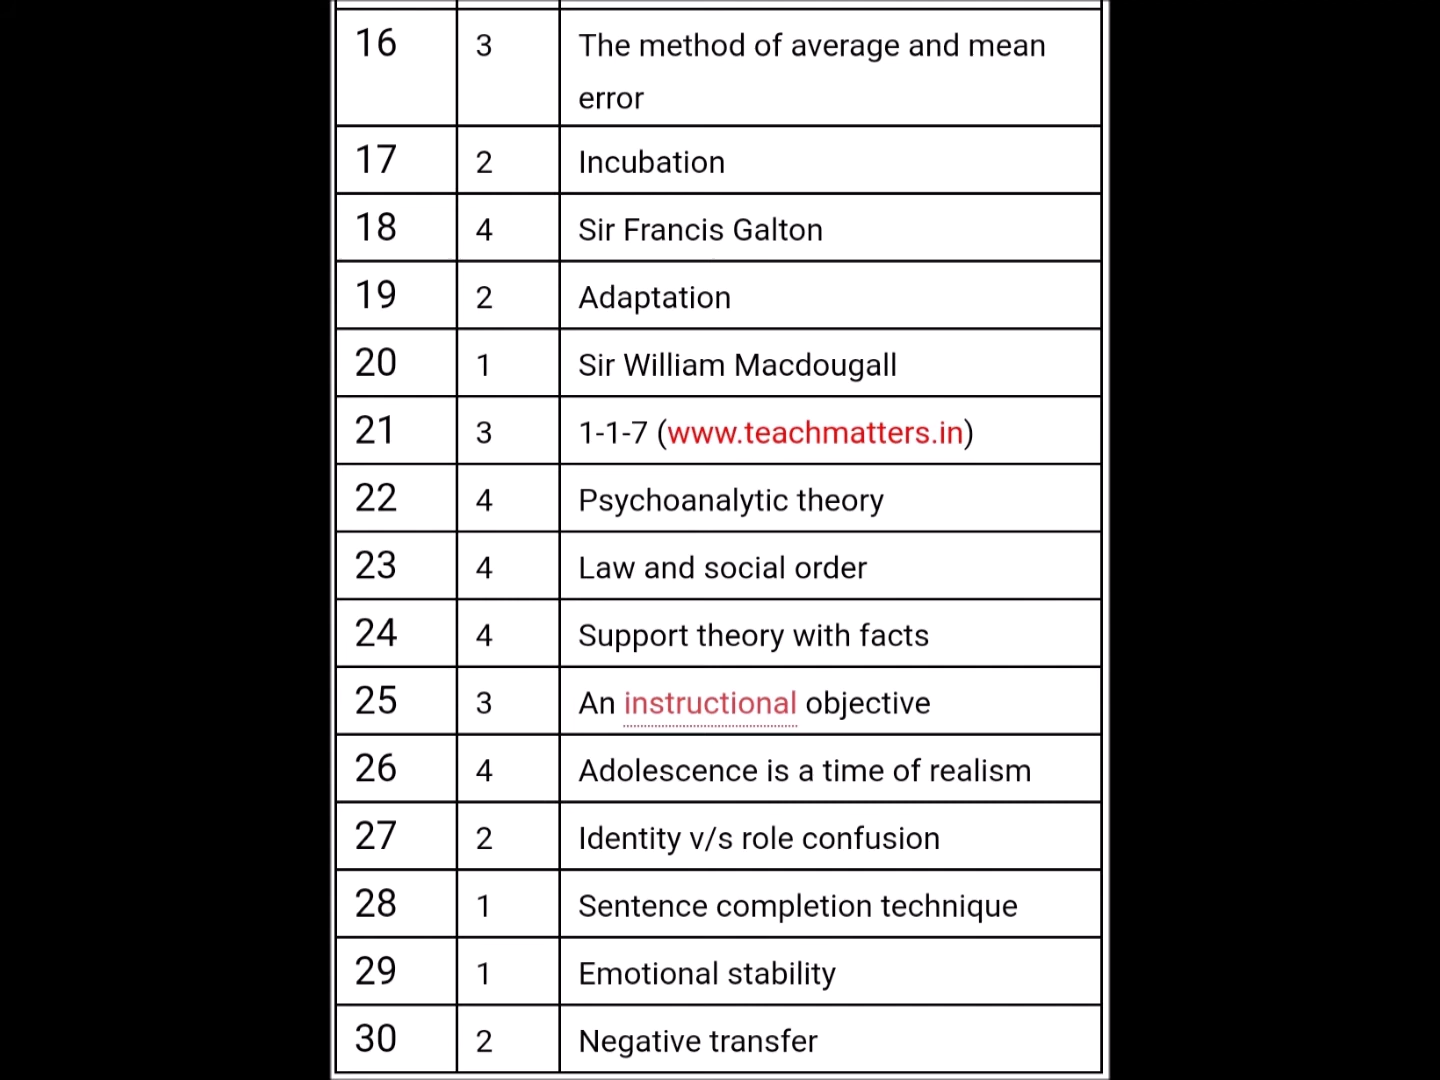 16 3 The method of average and mean
error
17 2 Incubation
18 4 Sir Francis Galton
19 2 Adaptation
20 1 Sir William Macdougall
21 3 1-1-7 (www.teachmatters.in)
22 4 Psychoanalytic theory
23 4 Law and social order
24 4 Support theory with facts
25 3 An instructional objective
26 4 Adolescence is a time of realism
27 2 Identity v/s role confusion
28 1 Sentence completion technique
29 1 Emotional stability
30 2 Negative transfer